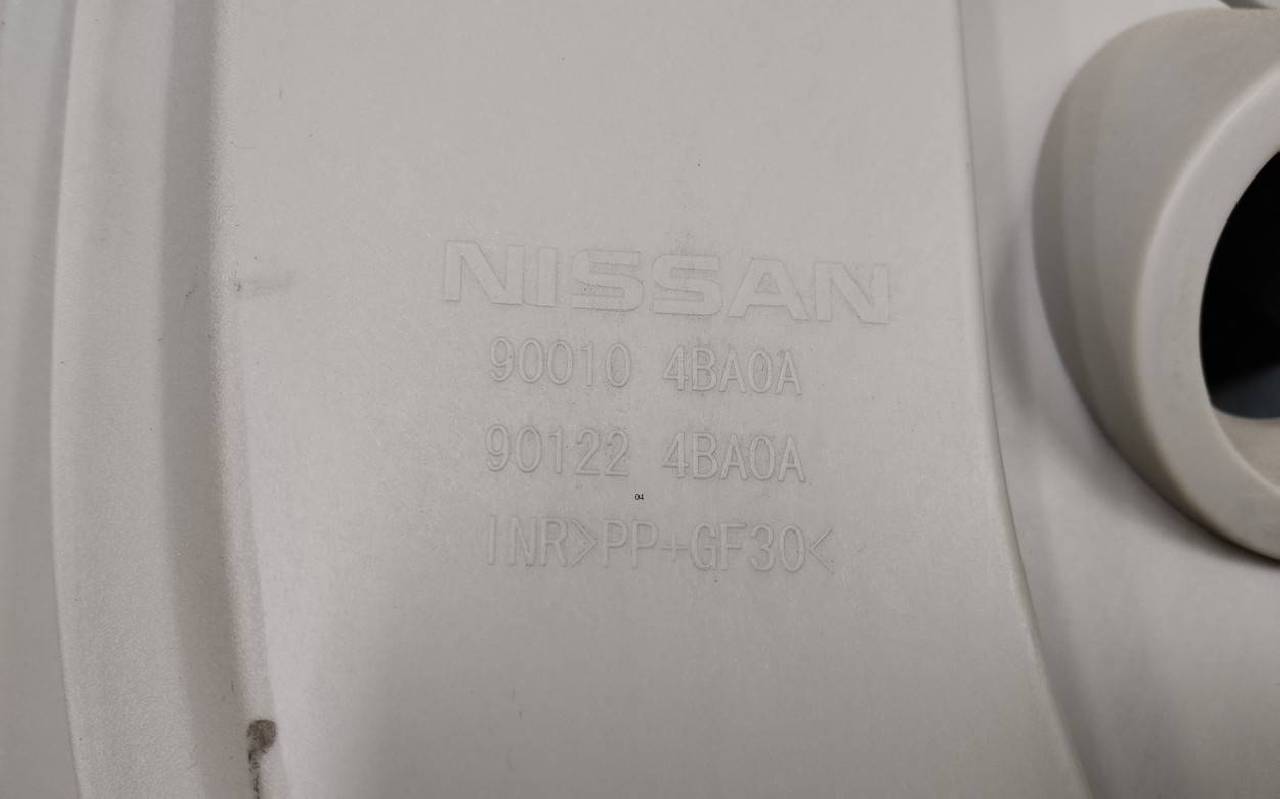 NISSAN
90010 4BA0A
90122 4BA0A
04
INR>PP+GF30<